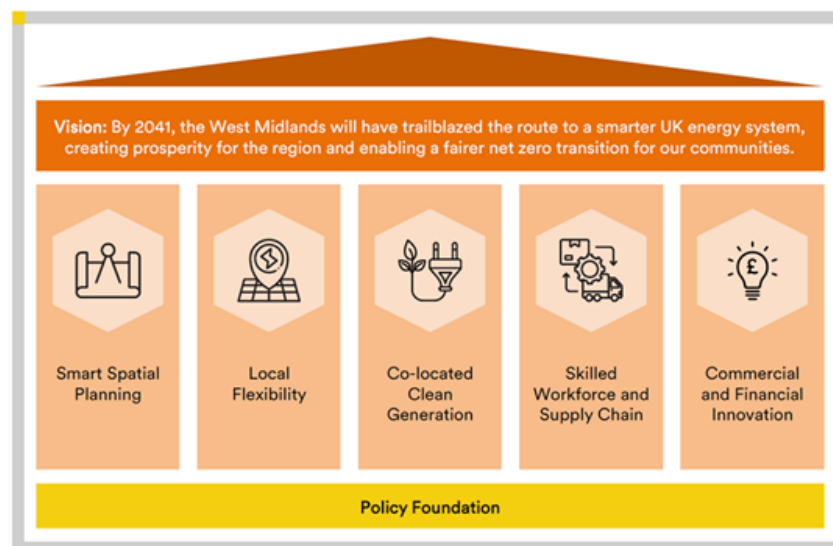 Vision: By 2041, the West Midlands will have trailblazed the route to a smarter UK energy system,
creating prosperity for the region and enabling a fairer net zero transition for our communities.
Smart Spatial
Planning
Local
Flexibility
Co-located
Clean
Generation
Skilled
Workforce and
Supply Chain
£
Commercial
and Financial
Innovation
Policy Foundation